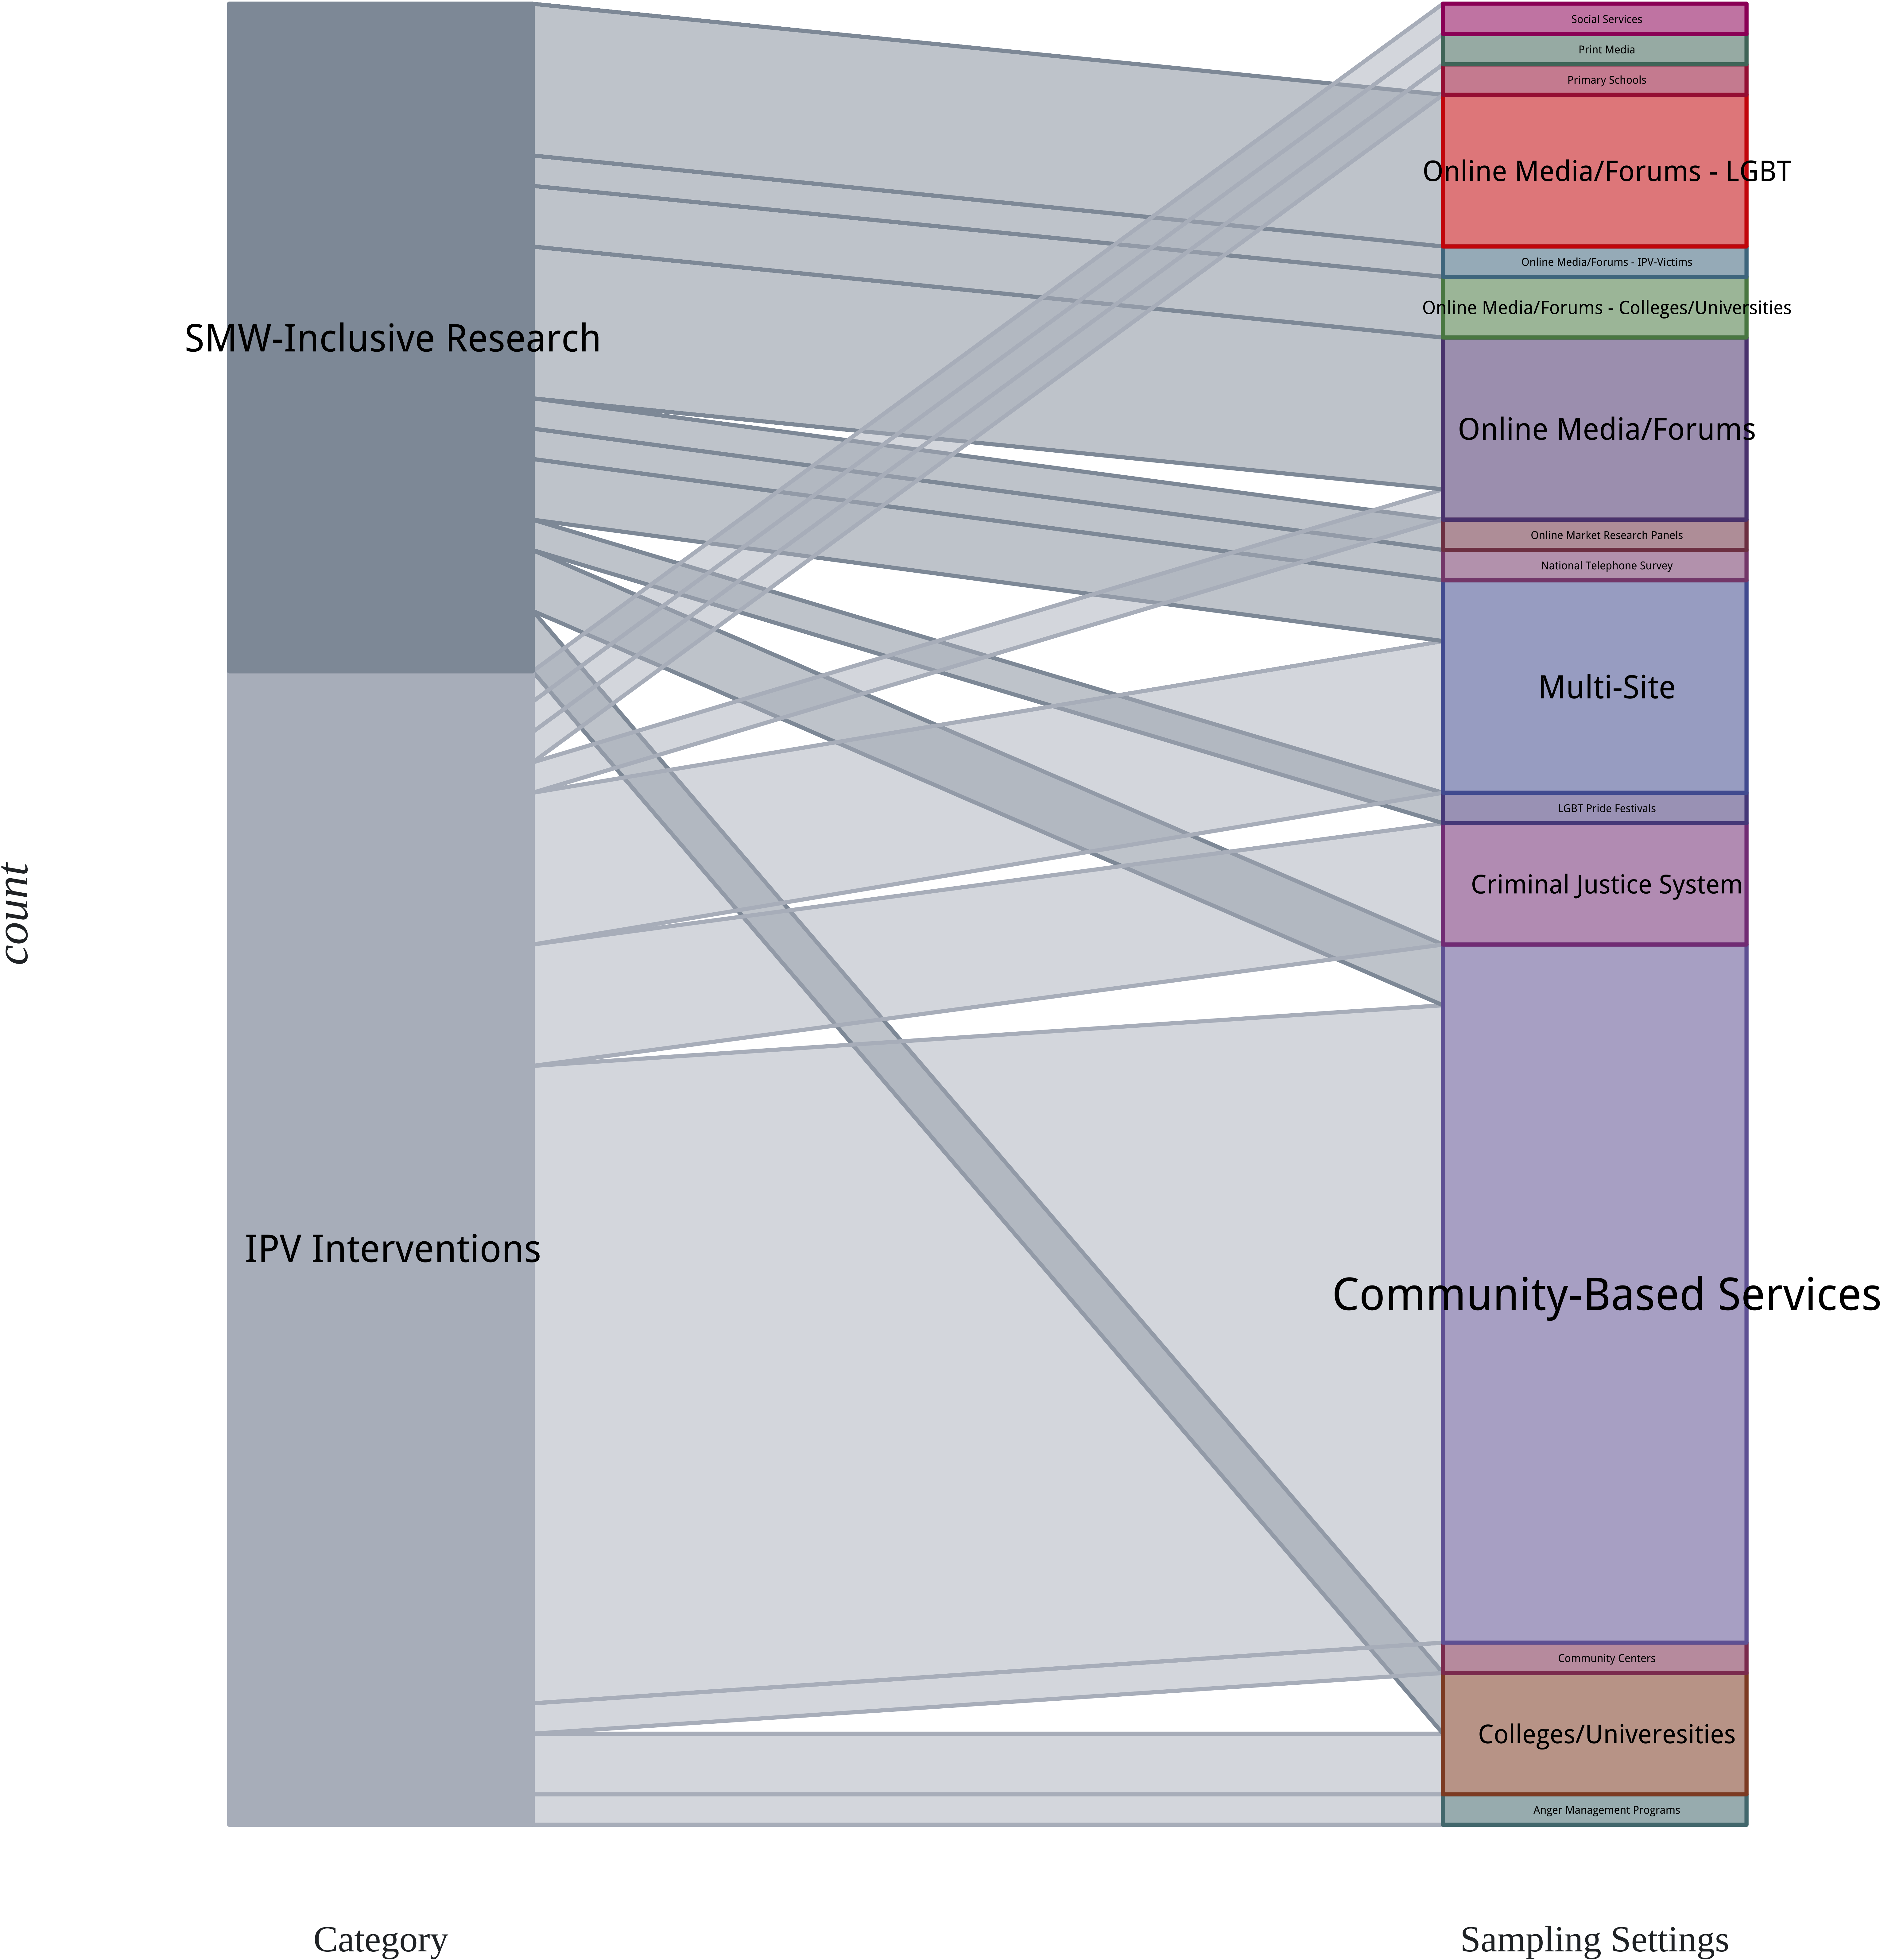 Social Services
Print Media
Primary Schools
Online Media/Forums - LGBT
Online Media/Forums - IPV-Victims
Online Media/Forums - Colleges/Universities
SMW-Inclusive Research
Online Media/Forums
Online Market Research Panels
National Telephone Survey
Multi-Site
LGBT Pride Festivals
Criminal Justice System
count
IPV Interventions
Community-Based Services
Community Centers
Colleges/Univeresities
Anger Management Programs
Category
Sampling Settings